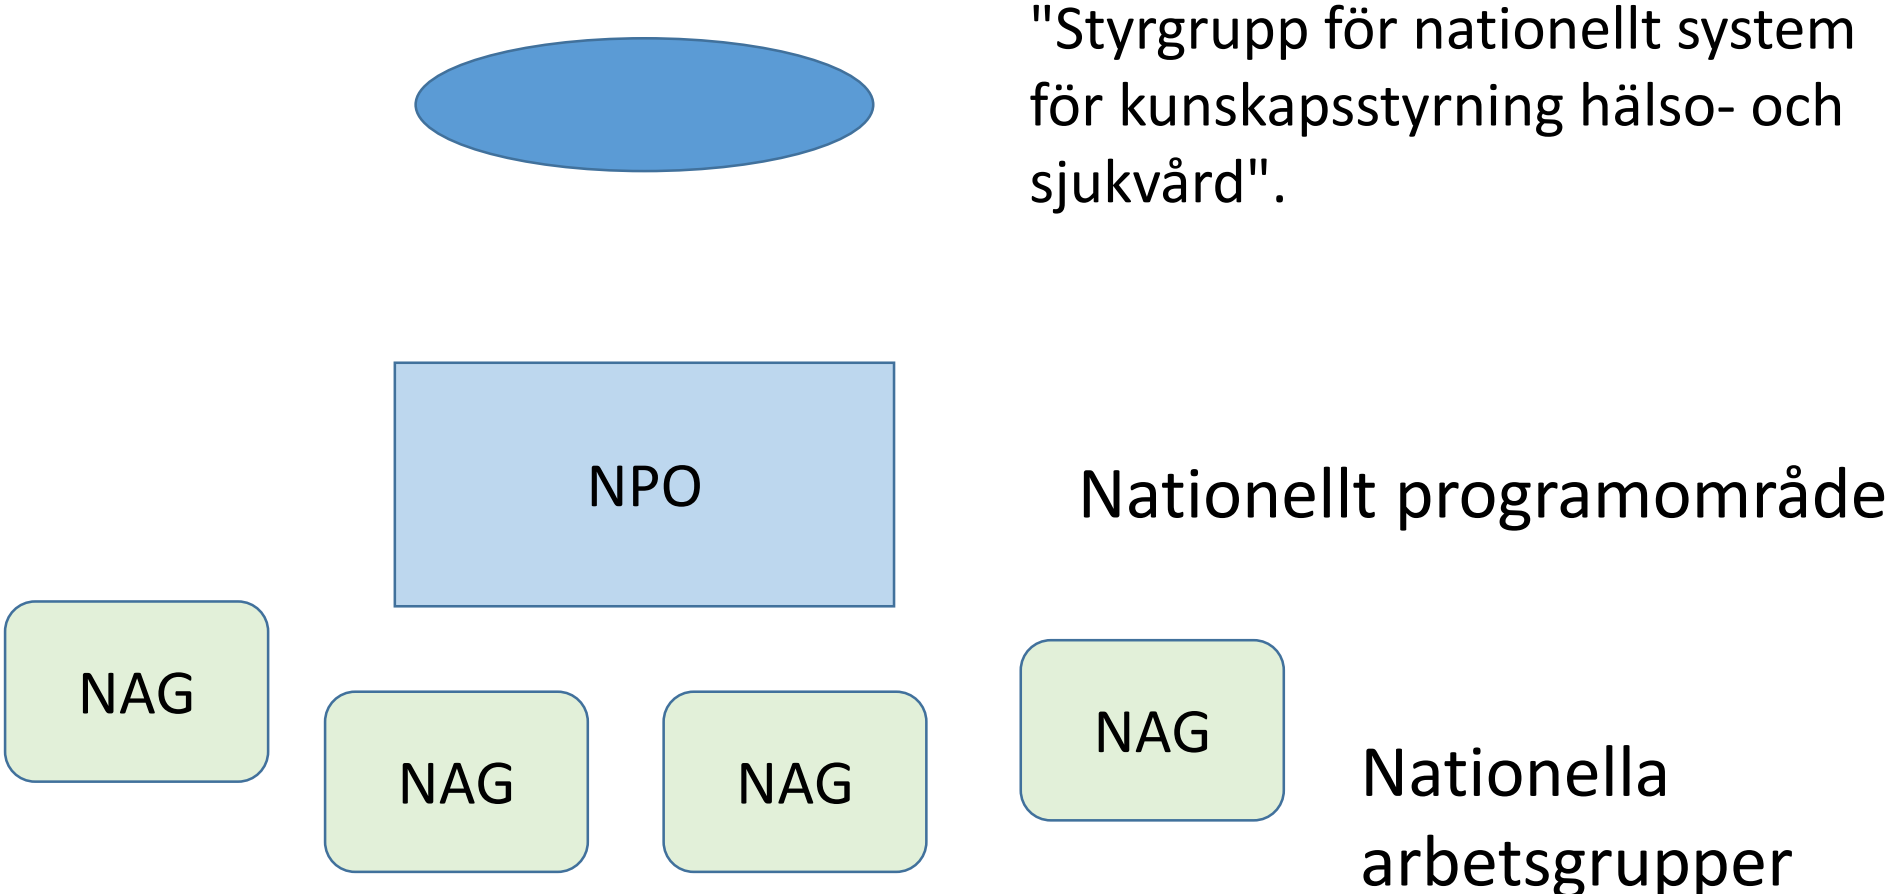 "Styrgrupp för nationellt system
för kunskapsstyrning hälso- och
sjukvård".
NPO
Nationellt programområde
NAG
NAG
NAG
NAG
Nationella
arbetsgrupper